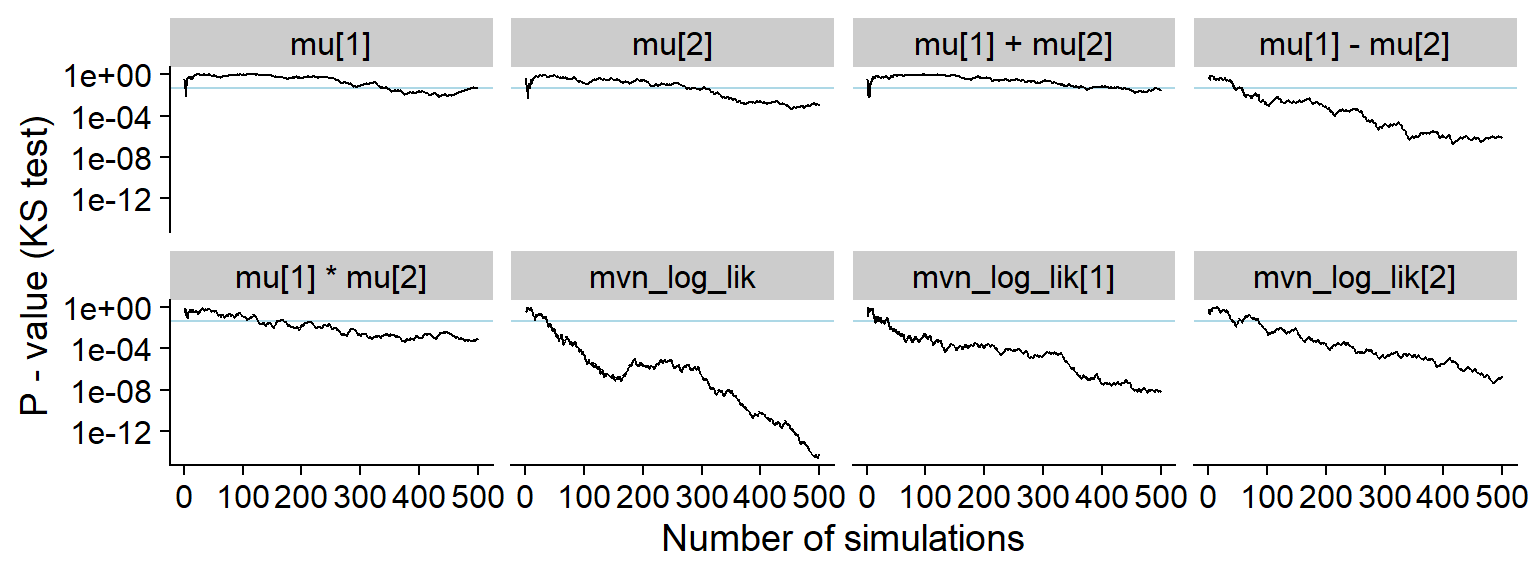 mu[1] mu[2] mu[1] + mu[2] mu[1] - mu[2]
1e+00
1e-04
1e-08
1e-12
P - value (KS test)
mu[1] * mu[2] mvn_log_lik mvn_log_lik[1] mvn_log_lik[2]
1e+00
1e-04
1e-08
1e-12
0 100 200 300 400 500 0 100 200 300 400 500 0 100 200 300 400 500 0 100 200 300 400 500
Number of simulations